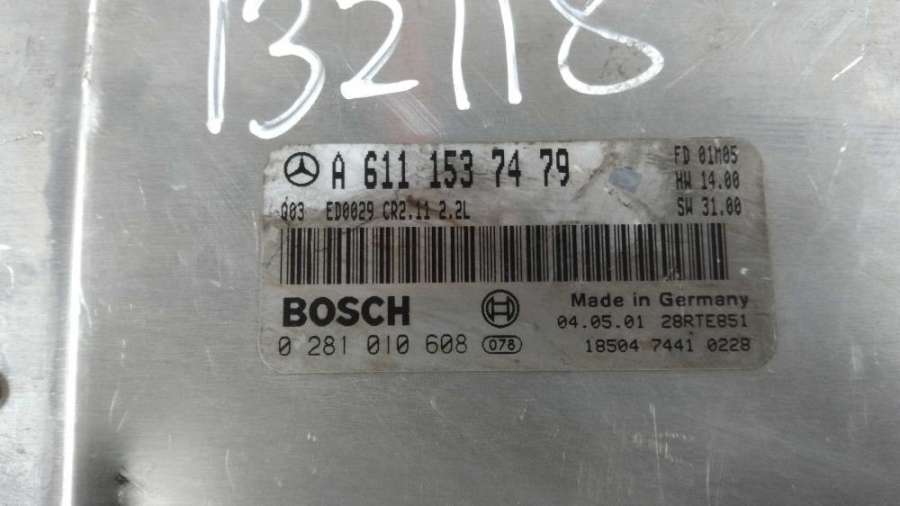 132118
A 611 153 74 79
FD 01M05
HW 14.00
Q03 ED0029 CR2.11 2.2L
SW 31.00
BOSCH
Made in Germany
04.05.01 28RTE851
0 281 010 608 078
18504 7441 0228